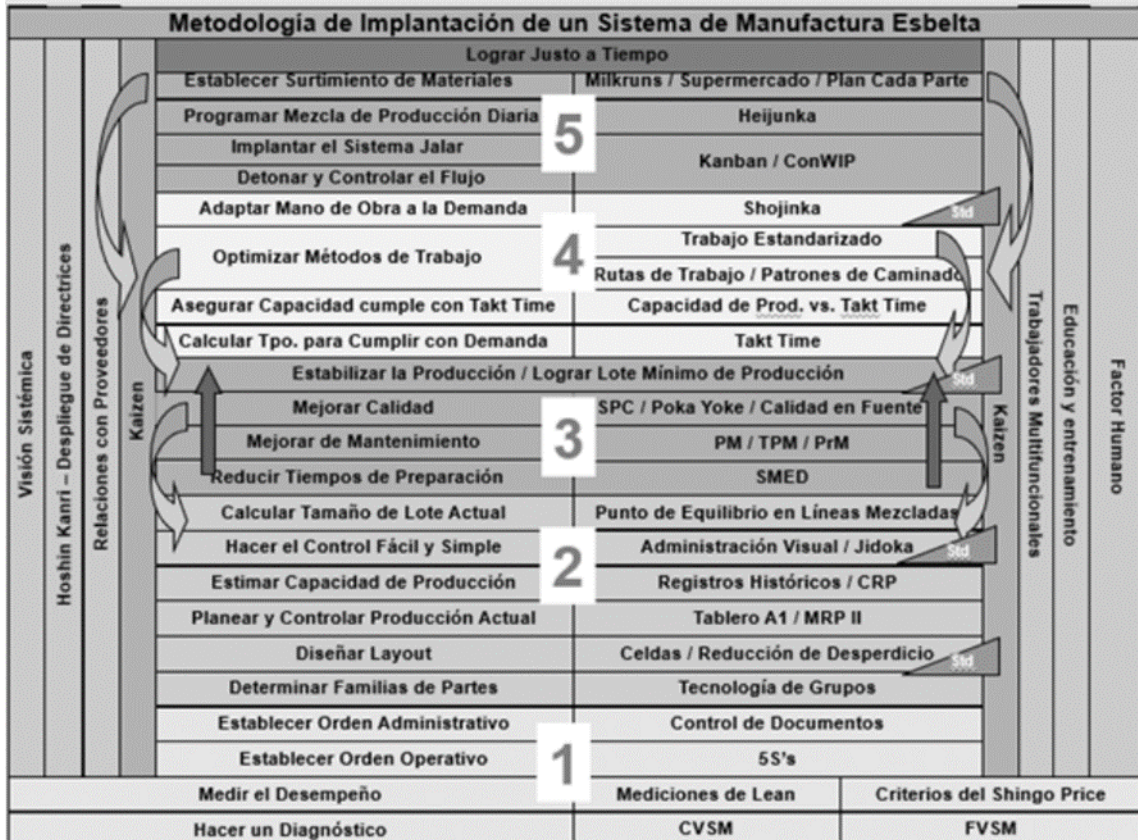 Metodología de Implantación de un Sistema de Manufactura Esbelta
Lograr Justo a Tiempo
Establecer Surtimiento de Materiales
Milkruns / Supermercado / Plan Cada Parte
Programar Mezcla de Producción Diaria
5
Heijunka
Implantar el Sistema Jalar
Kanban / ConWIP
Detonar y Controlar el Flujo
Adaptar Mano de Obra a la Demanda
Shojinka
Std
Optimizar Métodos de Trabajo
4
Trabajo Estandarizado
Rutas de Trabajo / Patrones de Caminado
Asegurar Capacidad cumple con Takt Time
Capacidad de Prod. vs. Takt Time
Calcular Tpo. para Cumplir con Demanda
Takt Time
Estabilizar la Producción / Lograr Lote Mínimo de Producción
Std
Mejorar Calidad
SPC / Poka Yoke / Calidad en Fuente
3
Mejorar de Mantenimiento
PM / TPM / PrM
Reducir Tiempos de Preparación
SMED
Calcular Tamaño de Lote Actual
Punto de Equilibrio en Líneas Mezcladas
Hacer el Control Fácil y Simple
2
Administración Visual / Jidoka
Std
Estimar Capacidad de Producción
Registros Históricos / CRP
Planear y Controlar Producción Actual
Tablero A1 / MRP II
Diseñar Layout
Celdas / Reducción de Desperdicio
Std
Determinar Familias de Partes
Tecnología de Grupos
Establecer Orden Administrativo
Control de Documentos
1
Establecer Orden Operativo
5S's
Medir el Desempeño
Mediciones de Lean
Criterios del Shingo Price
Hacer un Diagnóstico
CVSM
FVSM
Visión Sistémica
Hoshin Kanri – Despliegue de Directrices
Relaciones con Proveedores
Kaizen
Kaizen
Trabajadores Multifuncionales
Educación y entrenamiento
Factor Humano